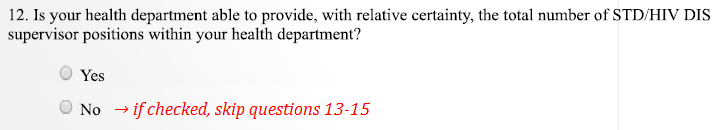 12. Is your health department able to provide, with relative certainty, the total number of STD/HIV DIS
supervisor positions within your health department?
Yes
No → if checked, skip questions 13-15